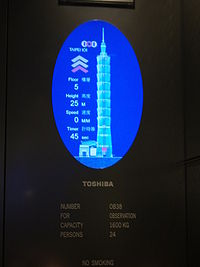 TAIPEI 101
Floor 樓層
5
Height 高度
25 M
Speed 速度
0 MM
Timer 計時器
45 sec
TOSHIBA
NUMBER OB38
FOR OBSERVATION
CAPACITY 1600 KG
PERSONS 24
NO SMOKING